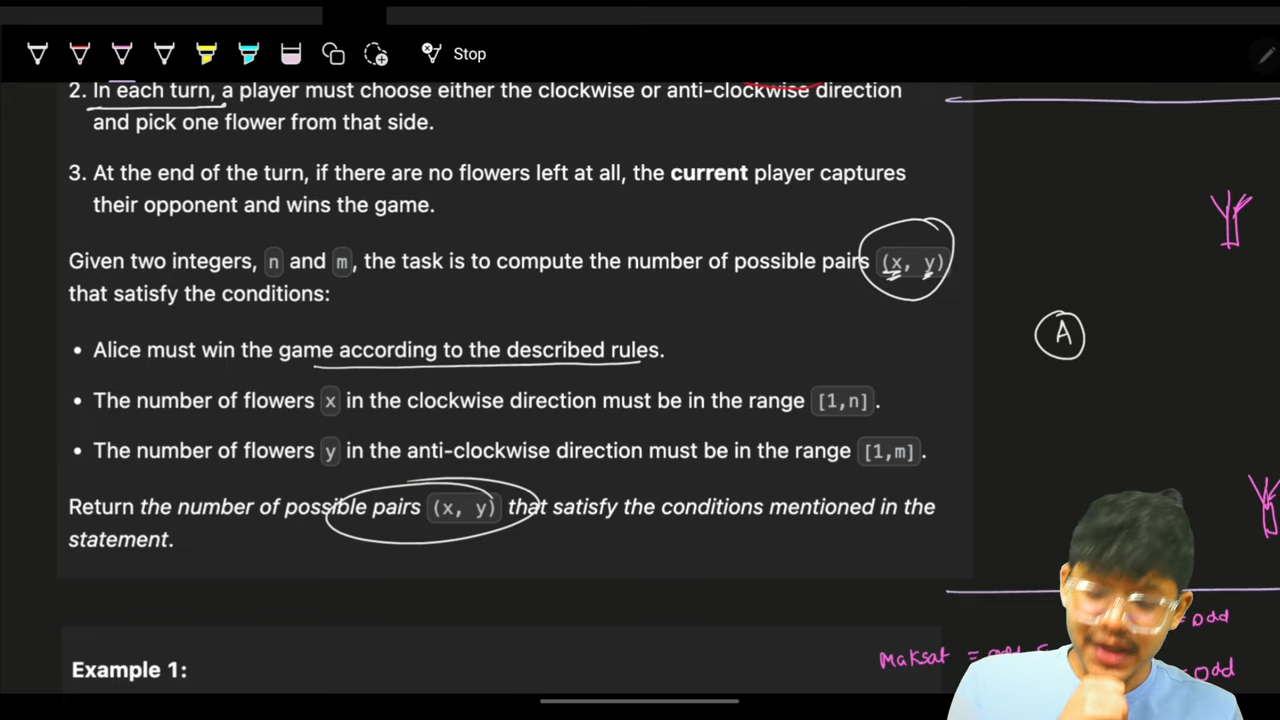 Stop
2. In each turn, a player must choose either the clockwise or anti-clockwise direction
and pick one flower from that side.
3. At the end of the turn, if there are no flowers left at all, the current player captures
their opponent and wins the game.
Given two integers, n and m, the task is to compute the number of possible pairs (x, y)
that satisfy the conditions:
A
• Alice must win the game according to the described rules.
• The number of flowers x in the clockwise direction must be in the range [1,n].
• The number of flowers y in the anti-clockwise direction must be in the range [1,m].
Return the number of possible pairs (x, y) that satisfy the conditions mentioned in the
statement.
= odd
maksat = odd
=odd
Example 1: